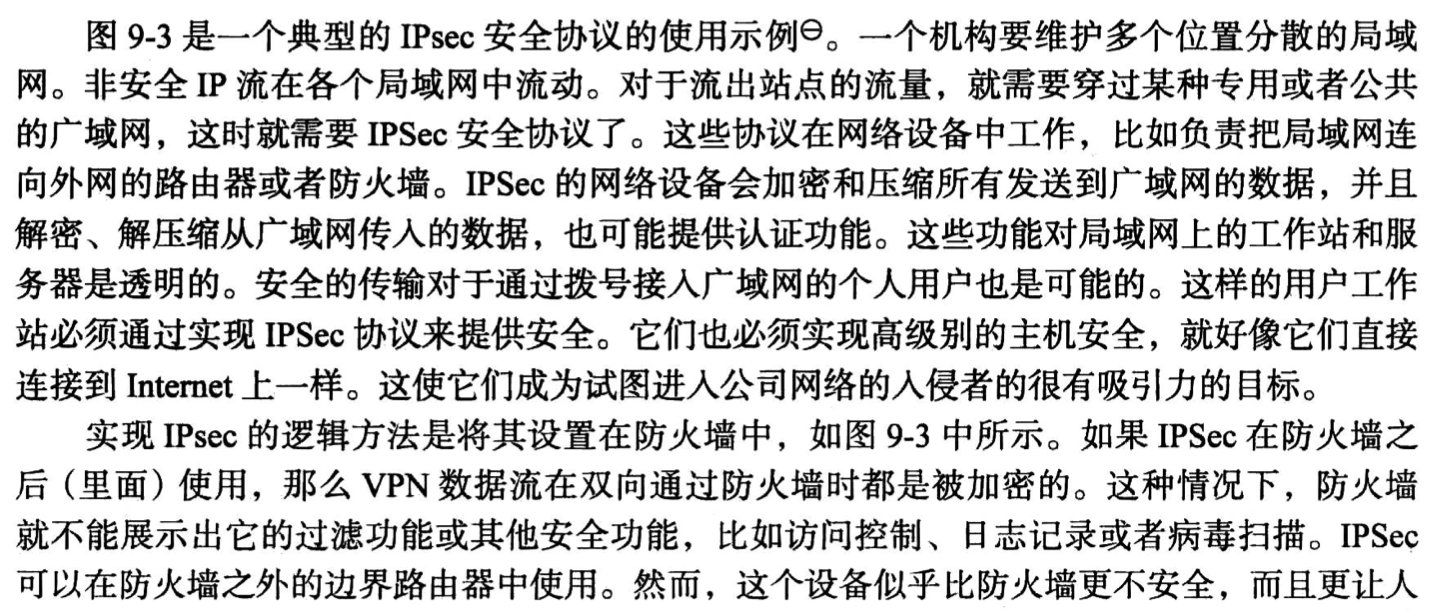 图 9-3 是一个典型的 IPsec 安全协议的使用示例⊖。一个机构要维护多个位置分散的局域
网。非安全 IP 流在各个局域网中流动。对于流出站点的流量，就需要穿过某种专用或者公共
的广域网，这时就需要 IPSec 安全协议了。这些协议在网络设备中工作，比如负责把局域网连
向外网的路由器或者防火墙。IPSec 的网络设备会加密和压缩所有发送到广域网的数据，并且
解密、解压缩从广域网传入的数据，也可能提供认证功能。这些功能对局域网上的工作站和服
务器是透明的。安全的传输对于通过拨号接入广域网的个人用户也是可能的。这样的用户工作
站必须通过实现 IPSec 协议来提供安全。它们也必须实现高级别的主机安全，就好像它们直接
连接到 Internet 上一样。这使它们成为试图进入公司网络的入侵者的很有吸引力的目标。
实现 IPsec 的逻辑方法是将其设置在防火墙中，如图 9-3 中所示。如果 IPSec 在防火墙之
后（里面）使用，那么 VPN 数据流在双向通过防火墙时都是被加密的。这种情况下，防火墙
就不能展示出它的过滤功能或其他安全功能，比如访问控制、日志记录或者病毒扫描。IPSec
可以在防火墙之外的边界路由器中使用。然而，这个设备似乎比防火墙更不安全，而且更让人